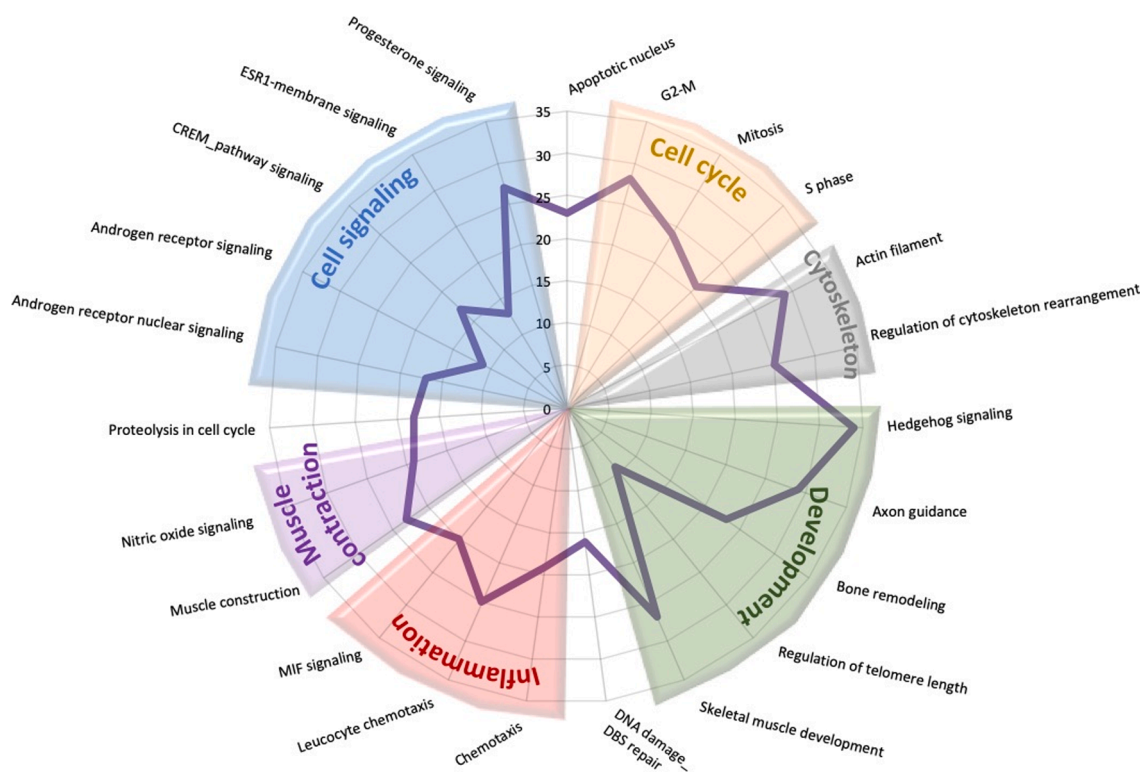 Apoptotic nucleus
G2-M
Mitosis
S phase
Actin filament
Regulation of cytoskeleton rearrangement
Hedgehog signaling
Axon guidance
Bone remodeling
Regulation of telomere length
Skeletal muscle development
DNA damage_
DBS repair
Chemotaxis
Leucocyte chemotaxis
MIF signaling
Muscle construction
Nitric oxide signaling
Proteolysis in cell cycle
Androgen receptor nuclear signaling
Androgen receptor signaling
CREM_pathway signaling
ESR1-membrane signaling
Progesterone signaling
35
30
25
20
15
10
5
0
Cell cycle
Cytoskeleton
Development
Inflammation
Muscle
contraction
Cell signaling